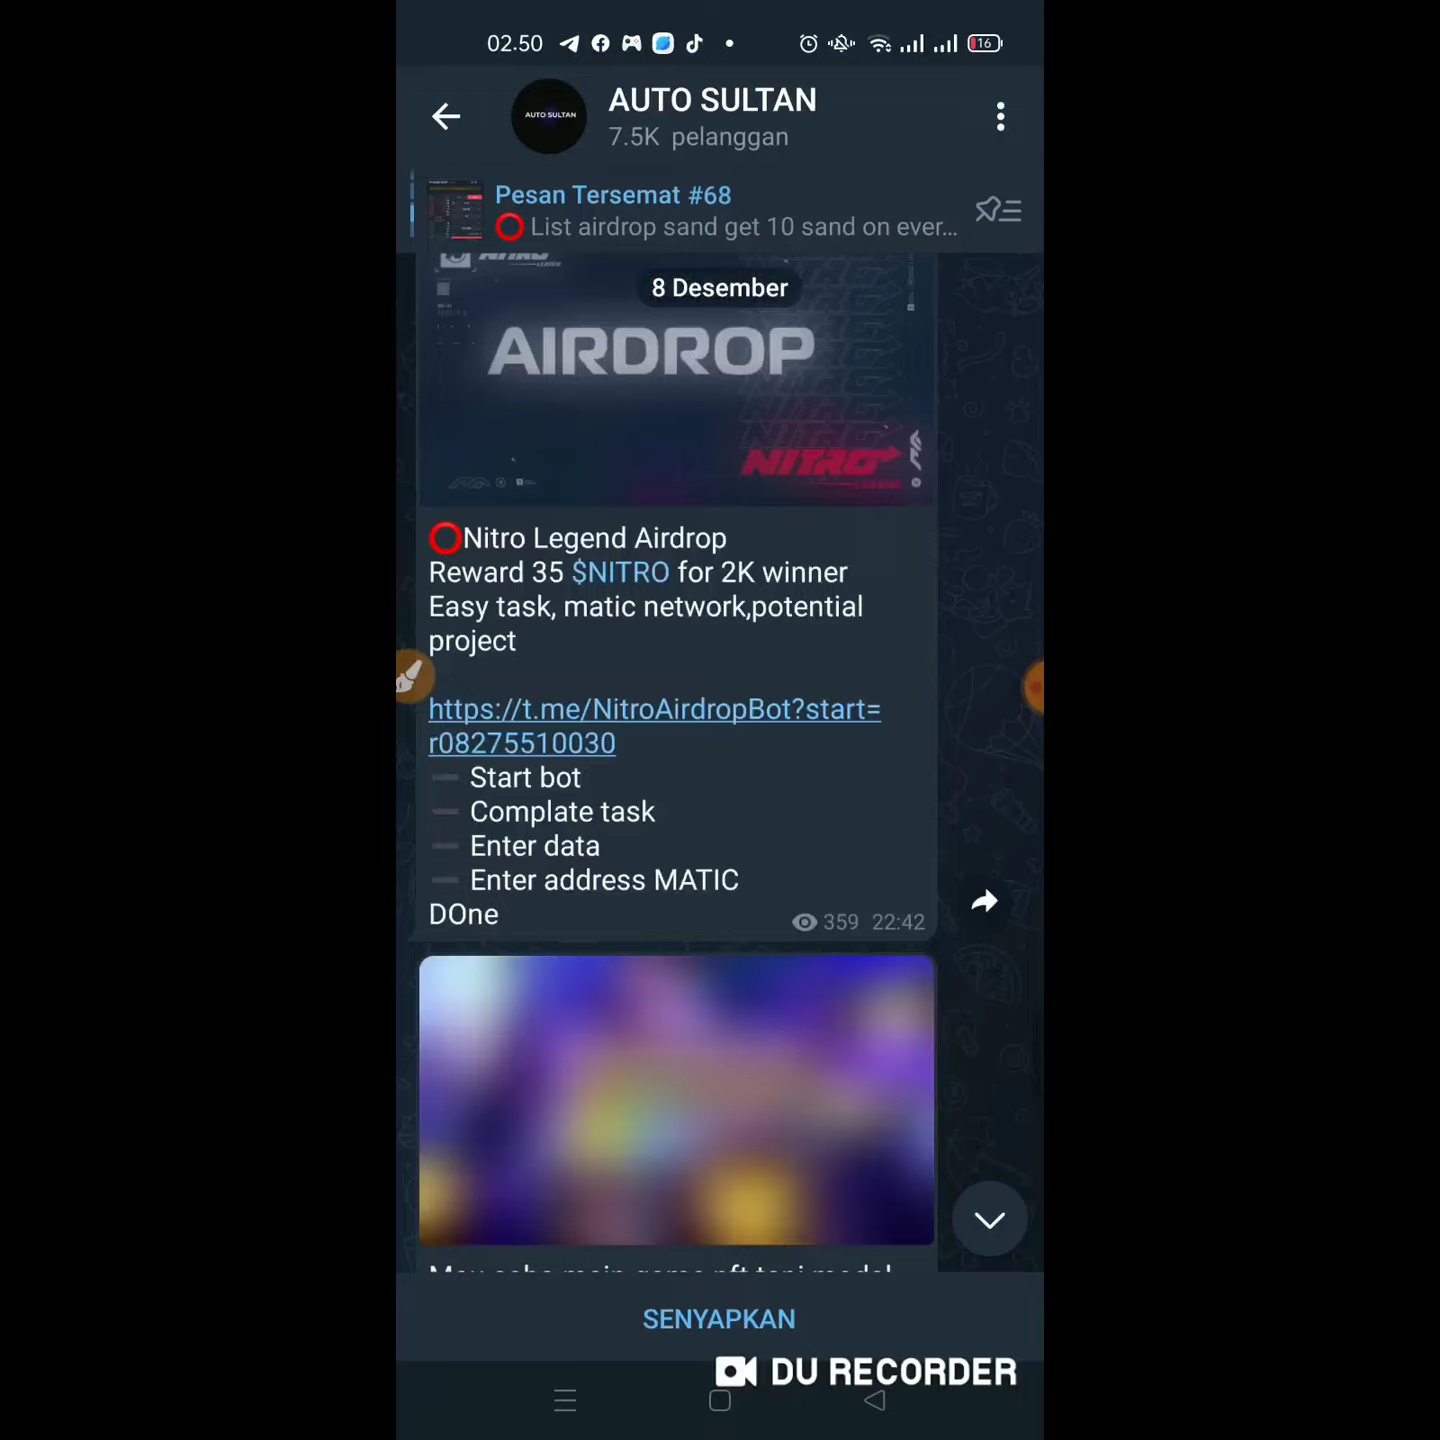 02.50
16
AUTO SULTAN
AUTO SULTAN
7.5K pelanggan
Pesan Tersemat #68
List airdrop sand get 10 sand on ever...
8 Desember
AIRDROP
NITRO
Nitro Legend Airdrop
Reward 35 $NITRO for 2K winner
Easy task, matic network,potential
project
https://t.me/NitroAirdropBot?start=
r08275510030
Start bot
Complate task
Enter data
Enter address MATIC
DOne
359 22:42
SENYAPKAN
DU RECORDER